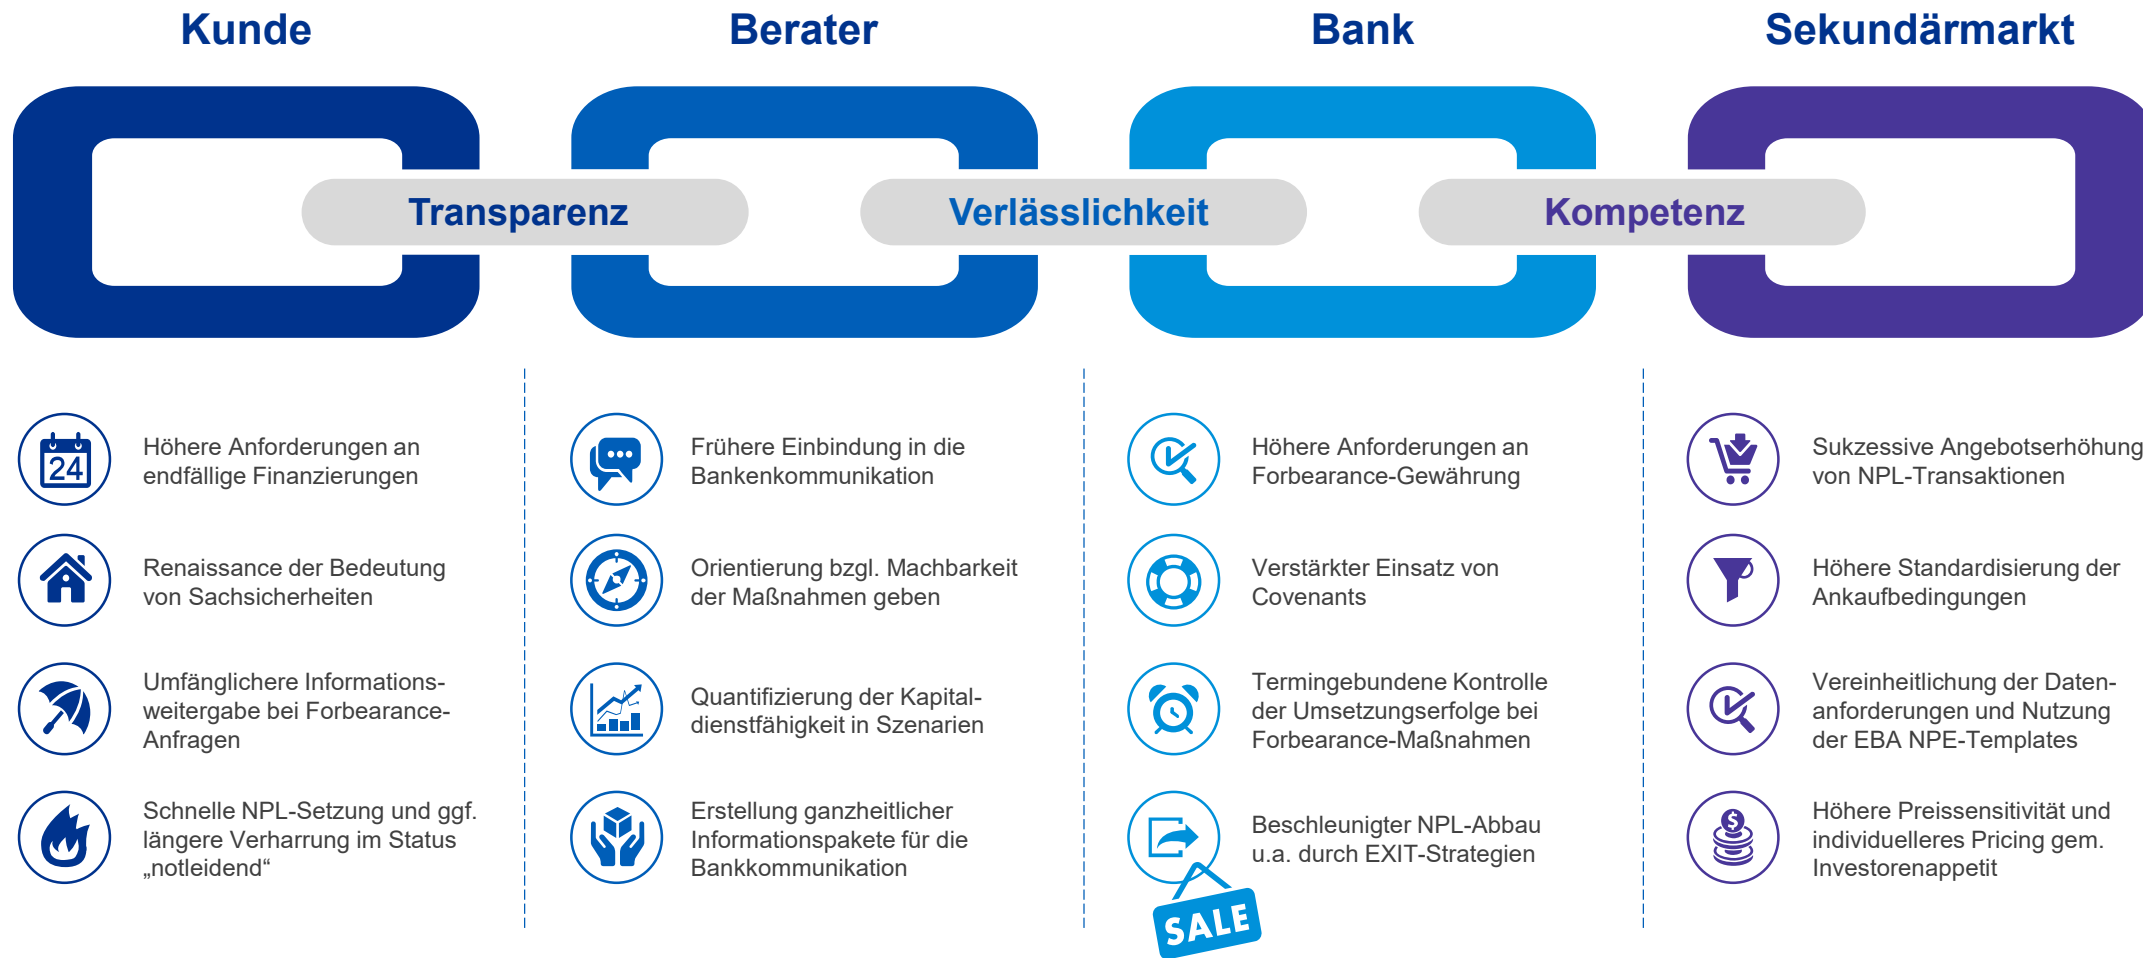 Kunde
Berater
Bank
Sekundärmarkt
Transparenz
Verlässlichkeit
Kompetenz
24
Höhere Anforderungen an
endfällige Finanzierungen
Renaissance der Bedeutung
von Sachsicherheiten
Umfänglichere Informations-
weitergabe bei Forbearance-
Anfragen
Schnelle NPL-Setzung und ggf.
längere Verharrung im Status
„notleidend“
Frühere Einbindung in die
Bankenkommunikation
Orientierung bzgl. Machbarkeit
der Maßnahmen geben
Quantifizierung der Kapital-
dienstfähigkeit in Szenarien
Erstellung ganzheitlicher
Informationspakete für die
Bankkommunikation
Höhere Anforderungen an
Forbearance-Gewährung
Verstärkter Einsatz von
Covenants
Termingebundene Kontrolle
der Umsetzungserfolge bei
Forbearance-Maßnahmen
Beschleunigter NPL-Abbau
u.a. durch EXIT-Strategien
SALE
Sukzessive Angebotserhöhung
von NPL-Transaktionen
Höhere Standardisierung der
Ankaufbedingungen
Vereinheitlichung der Daten-
anforderungen und Nutzung
der EBA NPE-Templates
$
Höhere Preissensitivität und
individuelleres Pricing gem.
Investorenappetit